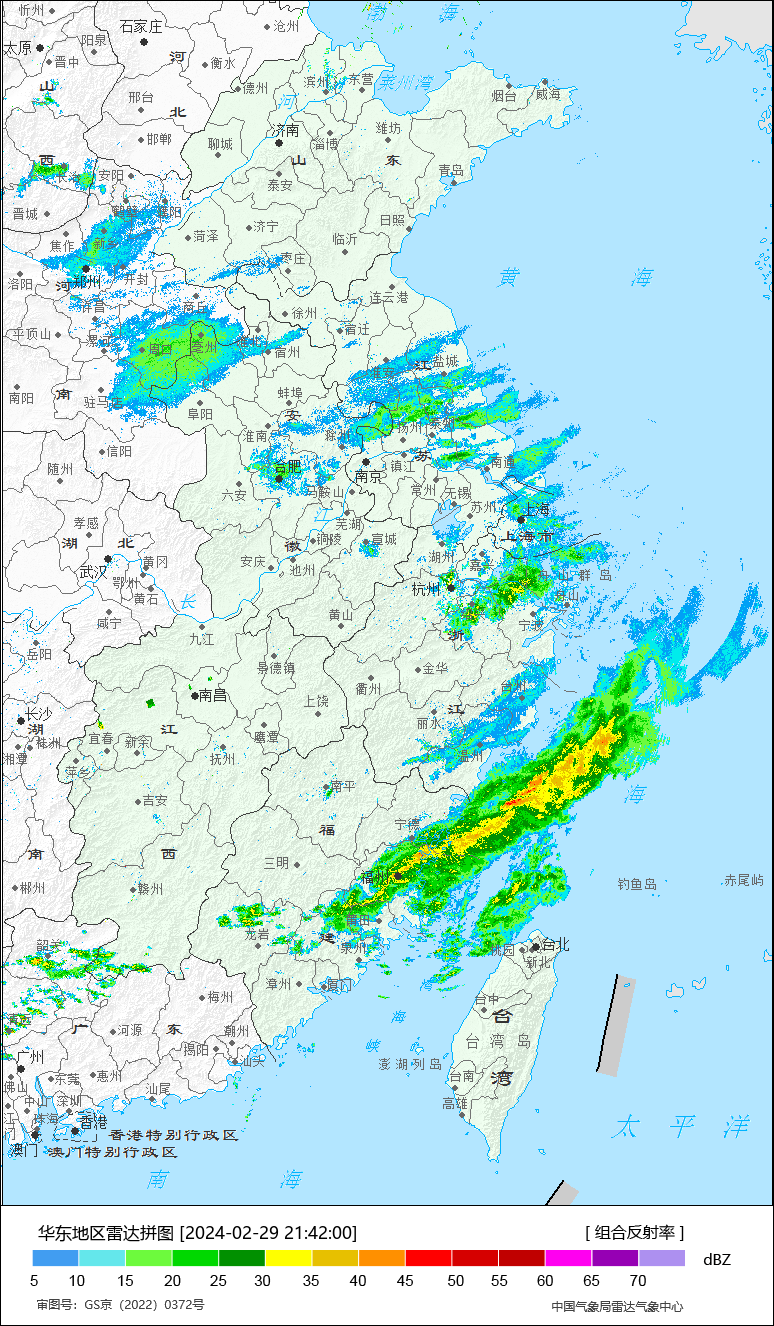 忻州
石家庄
沧州
渤 海
太原
阳泉
晋中
河
衡水
滨州
东营
莱州湾
烟台
威海
山
邢台
北
德州
河
济南
潍坊
邯郸
聊城
淄博
西
山
东
长治
安阳
泰安
青岛
晋城
鹤壁
濮阳
济宁
日照
焦作
新乡
菏泽
临沂
枣庄
洛阳
河
郑州
开封
黄 海
连云港
许昌
商丘
徐州
宿迁
平顶山
漯河
周口
亳州
淮北
宿州
淮安
江
盐城
南阳
南
驻马店
阜阳
蚌埠
安
扬州
泰州
信阳
淮南
滁州
苏
随州
合肥
南京
镇江
南通
六安
马鞍山
常州
无锡
苏州
上海
孝感
江
芜湖
上海市
湖
北
徽
铜陵
宣城
湖州
嘉兴
武汉
黄冈
安庆
池州
杭州
群 岛
鄂州
黄石
长
舟山
咸宁
九江
黄山
宁波
浙
岳阳
景德镇
金华
衢州
台州
长沙
南昌
上饶
江
湖
株洲
江
鹰潭
丽水
湘潭
宜春
新余
抚州
温州
萍乡
吉安
南平
海
福
宁德
南
西
三明
福州
郴州
赣州
钓鱼岛
赤尾屿
莆田
韶关
龙岩
建
泉州
台北
桃园
新北
漳州
厦门
湾
清远
梅州
台中
台
广
东
河源
潮州
海
台 湾 岛
广州
揭阳
汕头
峡
澎湖列岛
佛山
东莞
惠州
台南
湾
中山
深圳
汕尾
高雄
江门
珠海
香港
香港特别行政区
太 平 洋
澳门
澳门特别行政区
南 海
华东地区雷达拼图 [2024-02-29 21:42:00]
[ 组合反射率 ]
dBZ
5 10 15 20 25 30 35 40 45 50 55 60 65 70
审图号：GS京（2022）0372号
中国气象局雷达气象中心